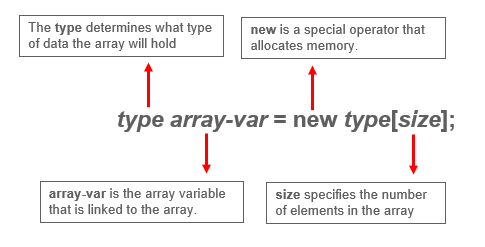 The type determines what type
of data the array will hold
new is a special operator that
allocates memory.
type array-var = new type[size];
array-var is the array variable
that is linked to the array.
size specifies the number
of elements in the array